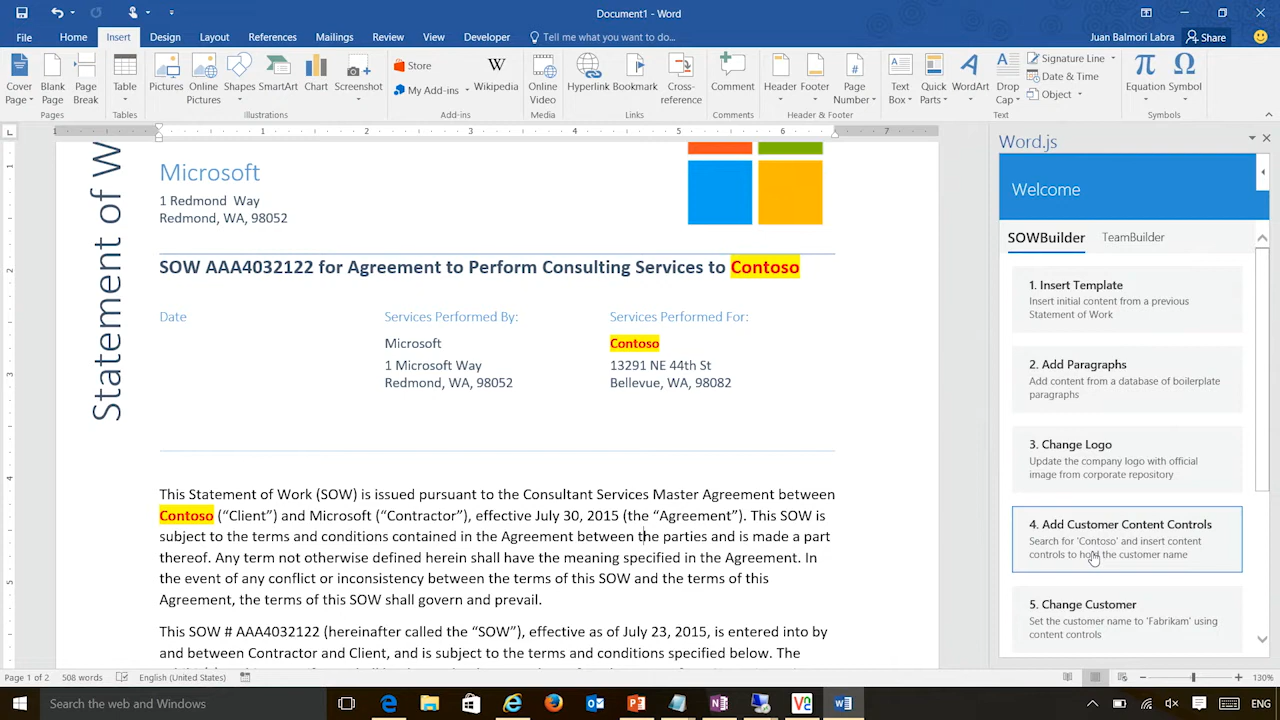 Document1 - Word
Juan Balmori Labra
Share
File
Home
Insert
Design
Layout
References
Mailings
Review
View
Developer
Tell me what you want to do...
Cover
Page
Blank
Page
Page
Break
Pages
Table
Tables
Pictures
Online
Pictures
Shapes
SmartArt
Chart
Screenshot
Illustrations
Store
My Add-ins
W
Wikipedia
Add-ins
Online
Video
Media
Hyperlink
Bookmark
Cross-
reference
Links
Comment
Comments
Header
Footer
Page
Number
Header & Footer
Text
Box
Quick
Parts
WordArt
Drop
Cap
Signature Line
Date & Time
Object
Text
Equation
Symbol
Symbols
1 1 2 3 4 5 6 7
Statement of W
Microsoft
1 Redmond Way
Redmond, WA, 98052
SOW AAA4032122 for Agreement to Perform Consulting Services to Contoso
Date
Services Performed By:
Services Performed For:
Microsoft
Contoso
1 Microsoft Way
13291 NE 44th St
Redmond, WA, 98052
Bellevue, WA, 98082
This Statement of Work (SOW) is issued pursuant to the Consultant Services Master Agreement between
Contoso (“Client”) and Microsoft (“Contractor”), effective July 30, 2015 (the “Agreement”). This SOW is
subject to the terms and conditions contained in the Agreement between the parties and is made a part
thereof. Any term not otherwise defined herein shall have the meaning specified in the Agreement. In
the event of any conflict or inconsistency between the terms of this SOW and the terms of this
Agreement, the terms of this SOW shall govern and prevail.
This SOW # AAA4032122 (hereinafter called the “SOW”), effective as of July 23, 2015, is entered into by
and between Contractor and Client, and is subject to the terms and conditions specified below. The
Word.js
Welcome
SOWBuilder
TeamBuilder
1. Insert Template
Insert initial content from a previous
Statement of Work
2. Add Paragraphs
Add content from a database of boilerplate
paragraphs
3. Change Logo
Update the company logo with official
image from corporate repository
4. Add Customer Content Controls
Search for 'Contoso' and insert content
controls to hold the customer name
5. Change Customer
Set the customer name to 'Fabrikam' using
content controls
Page 1 of 2
508 words
English (United States)
130%
Search the web and Windows
ENG